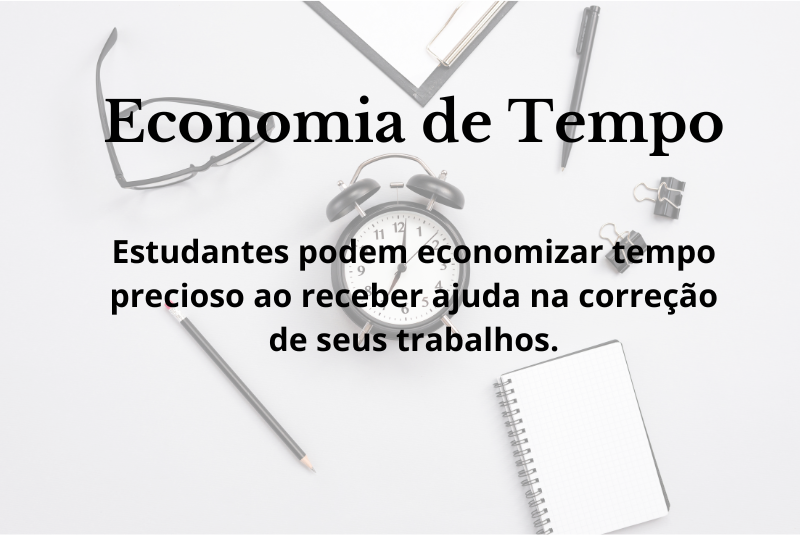 Economia de Tempo
Estudantes podem economizar tempo
precioso ao receber ajuda na correção
de seus trabalhos.